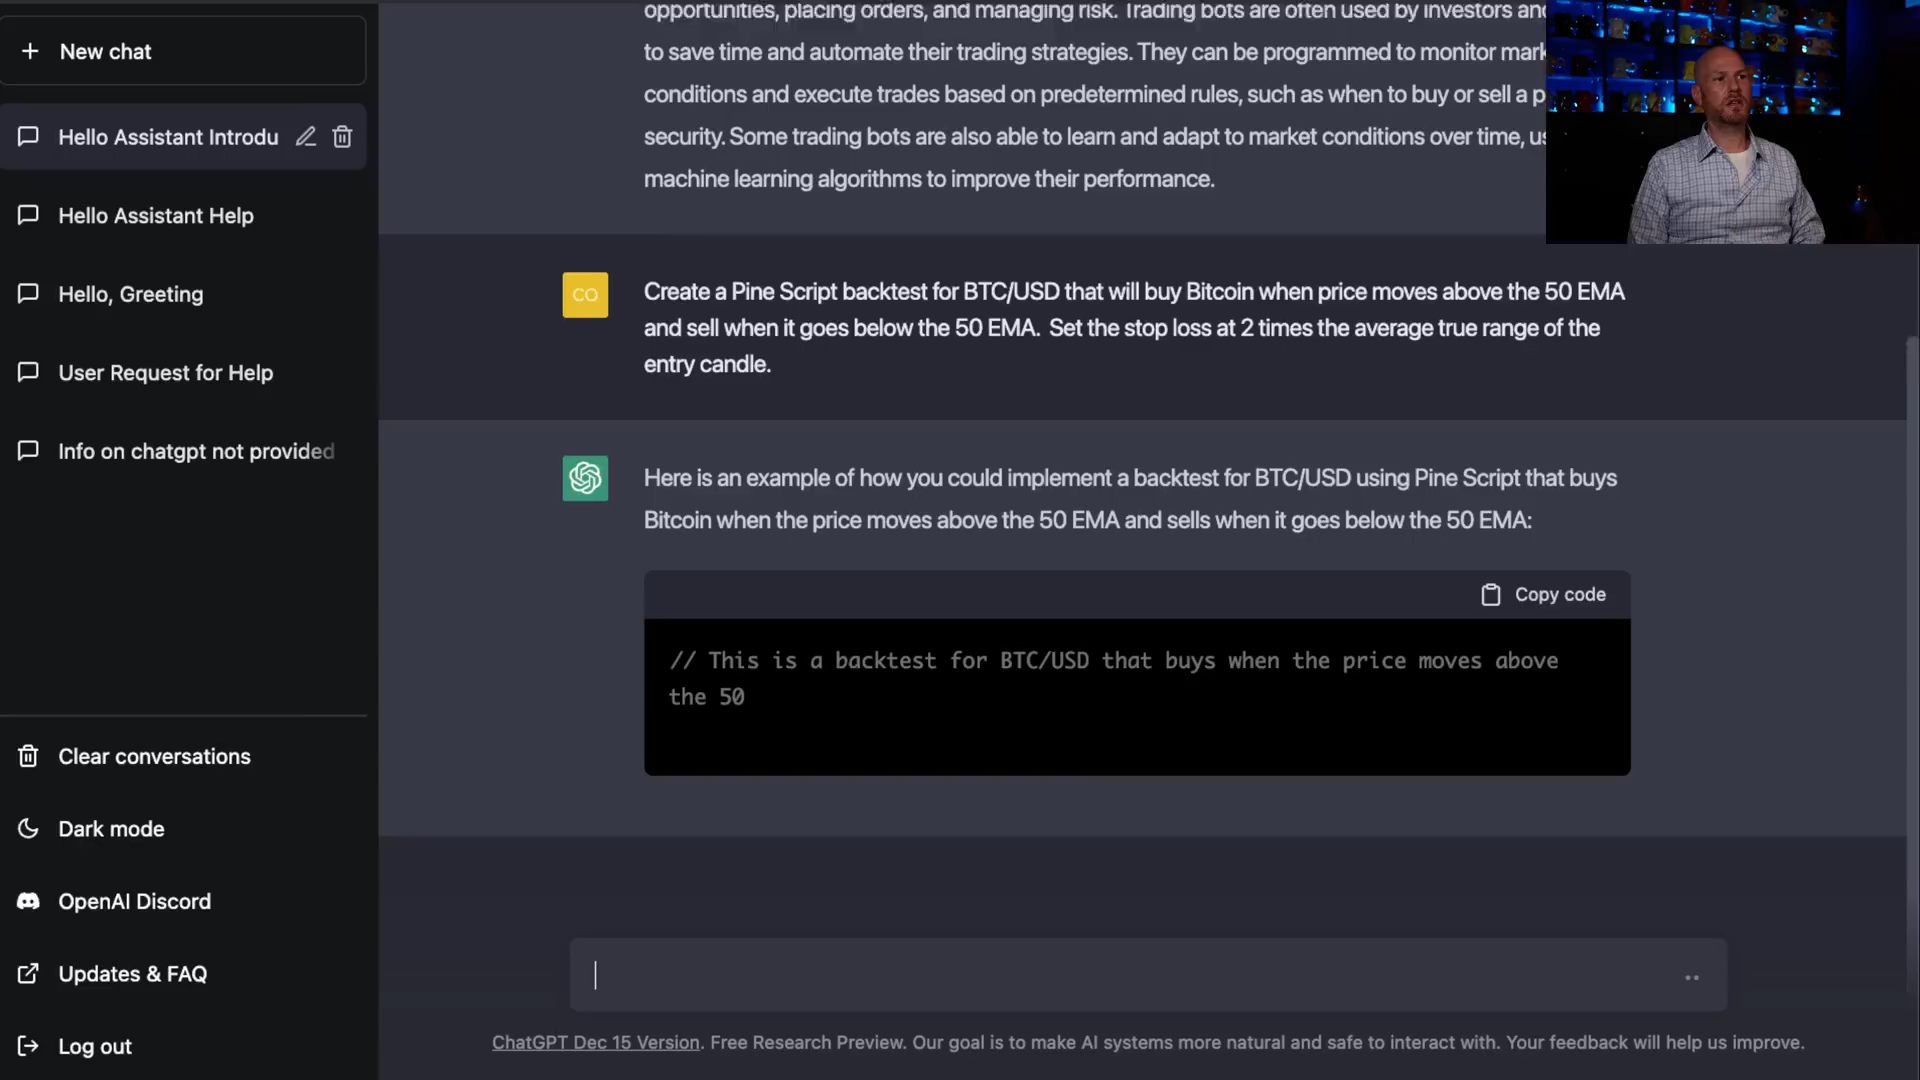 New chat
Hello Assistant Introdu
Hello Assistant Help
Hello, Greeting
User Request for Help
Info on chatgpt not provided
Clear conversations
Dark mode
OpenAI Discord
Updates & FAQ
Log out
opportunities, placing orders, and managing risk. Trading bots are often used by investors and
to save time and automate their trading strategies. They can be programmed to monitor mark
conditions and execute trades based on predetermined rules, such as when to buy or sell a p
security. Some trading bots are also able to learn and adapt to market conditions over time, us
machine learning algorithms to improve their performance.
CO
Create a Pine Script backtest for BTC/USD that will buy Bitcoin when price moves above the 50 EMA
and sell when it goes below the 50 EMA.  Set the stop loss at 2 times the average true range of the
entry candle.
Here is an example of how you could implement a backtest for BTC/USD using Pine Script that buys
Bitcoin when the price moves above the 50 EMA and sells when it goes below the 50 EMA:
Copy code
// This is a backtest for BTC/USD that buys when the price moves above
the 50
ChatGPT Dec 15 Version. Free Research Preview. Our goal is to make AI systems more natural and safe to interact with. Your feedback will help us improve.